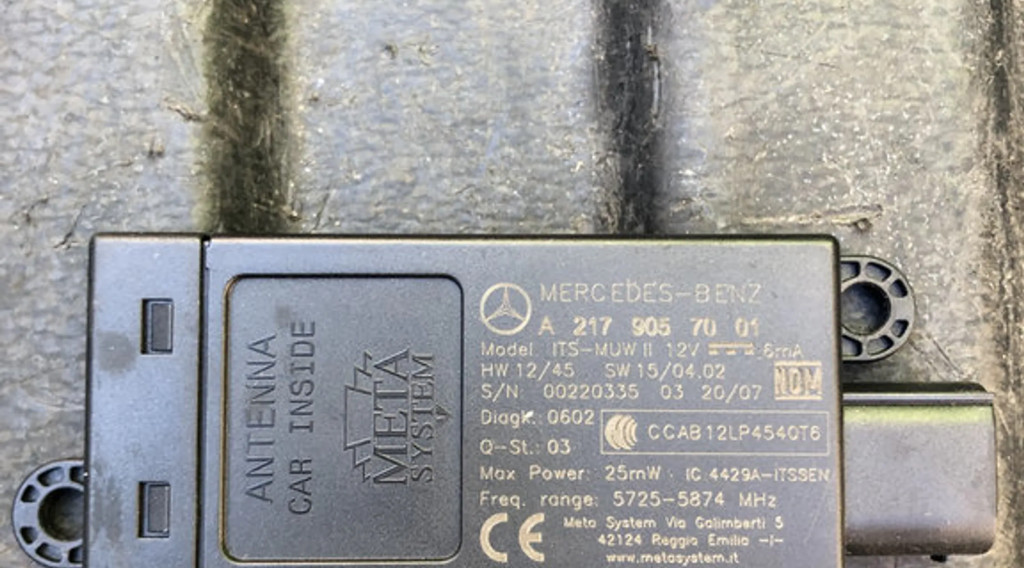 ANTENNA
CAR INSIDE
META
SYSTEM
MERCEDES-BENZ
A 217 905 70 01
Model: ITS-MUW II 12V 6mA
HW 12/45 SW 15/04.02
S/N: 00220335 03 20/07
NOM
Diagk.: 0602
CCAB12LP4540T6
Q-St.: 03
Max Power: 25mW IC 4429A-ITSSEN
Freq. range: 5725-5874 MHz
CE
Meta System Via Galimberti 5
42124 Reggio Emilia -I-
www.metasystem.it